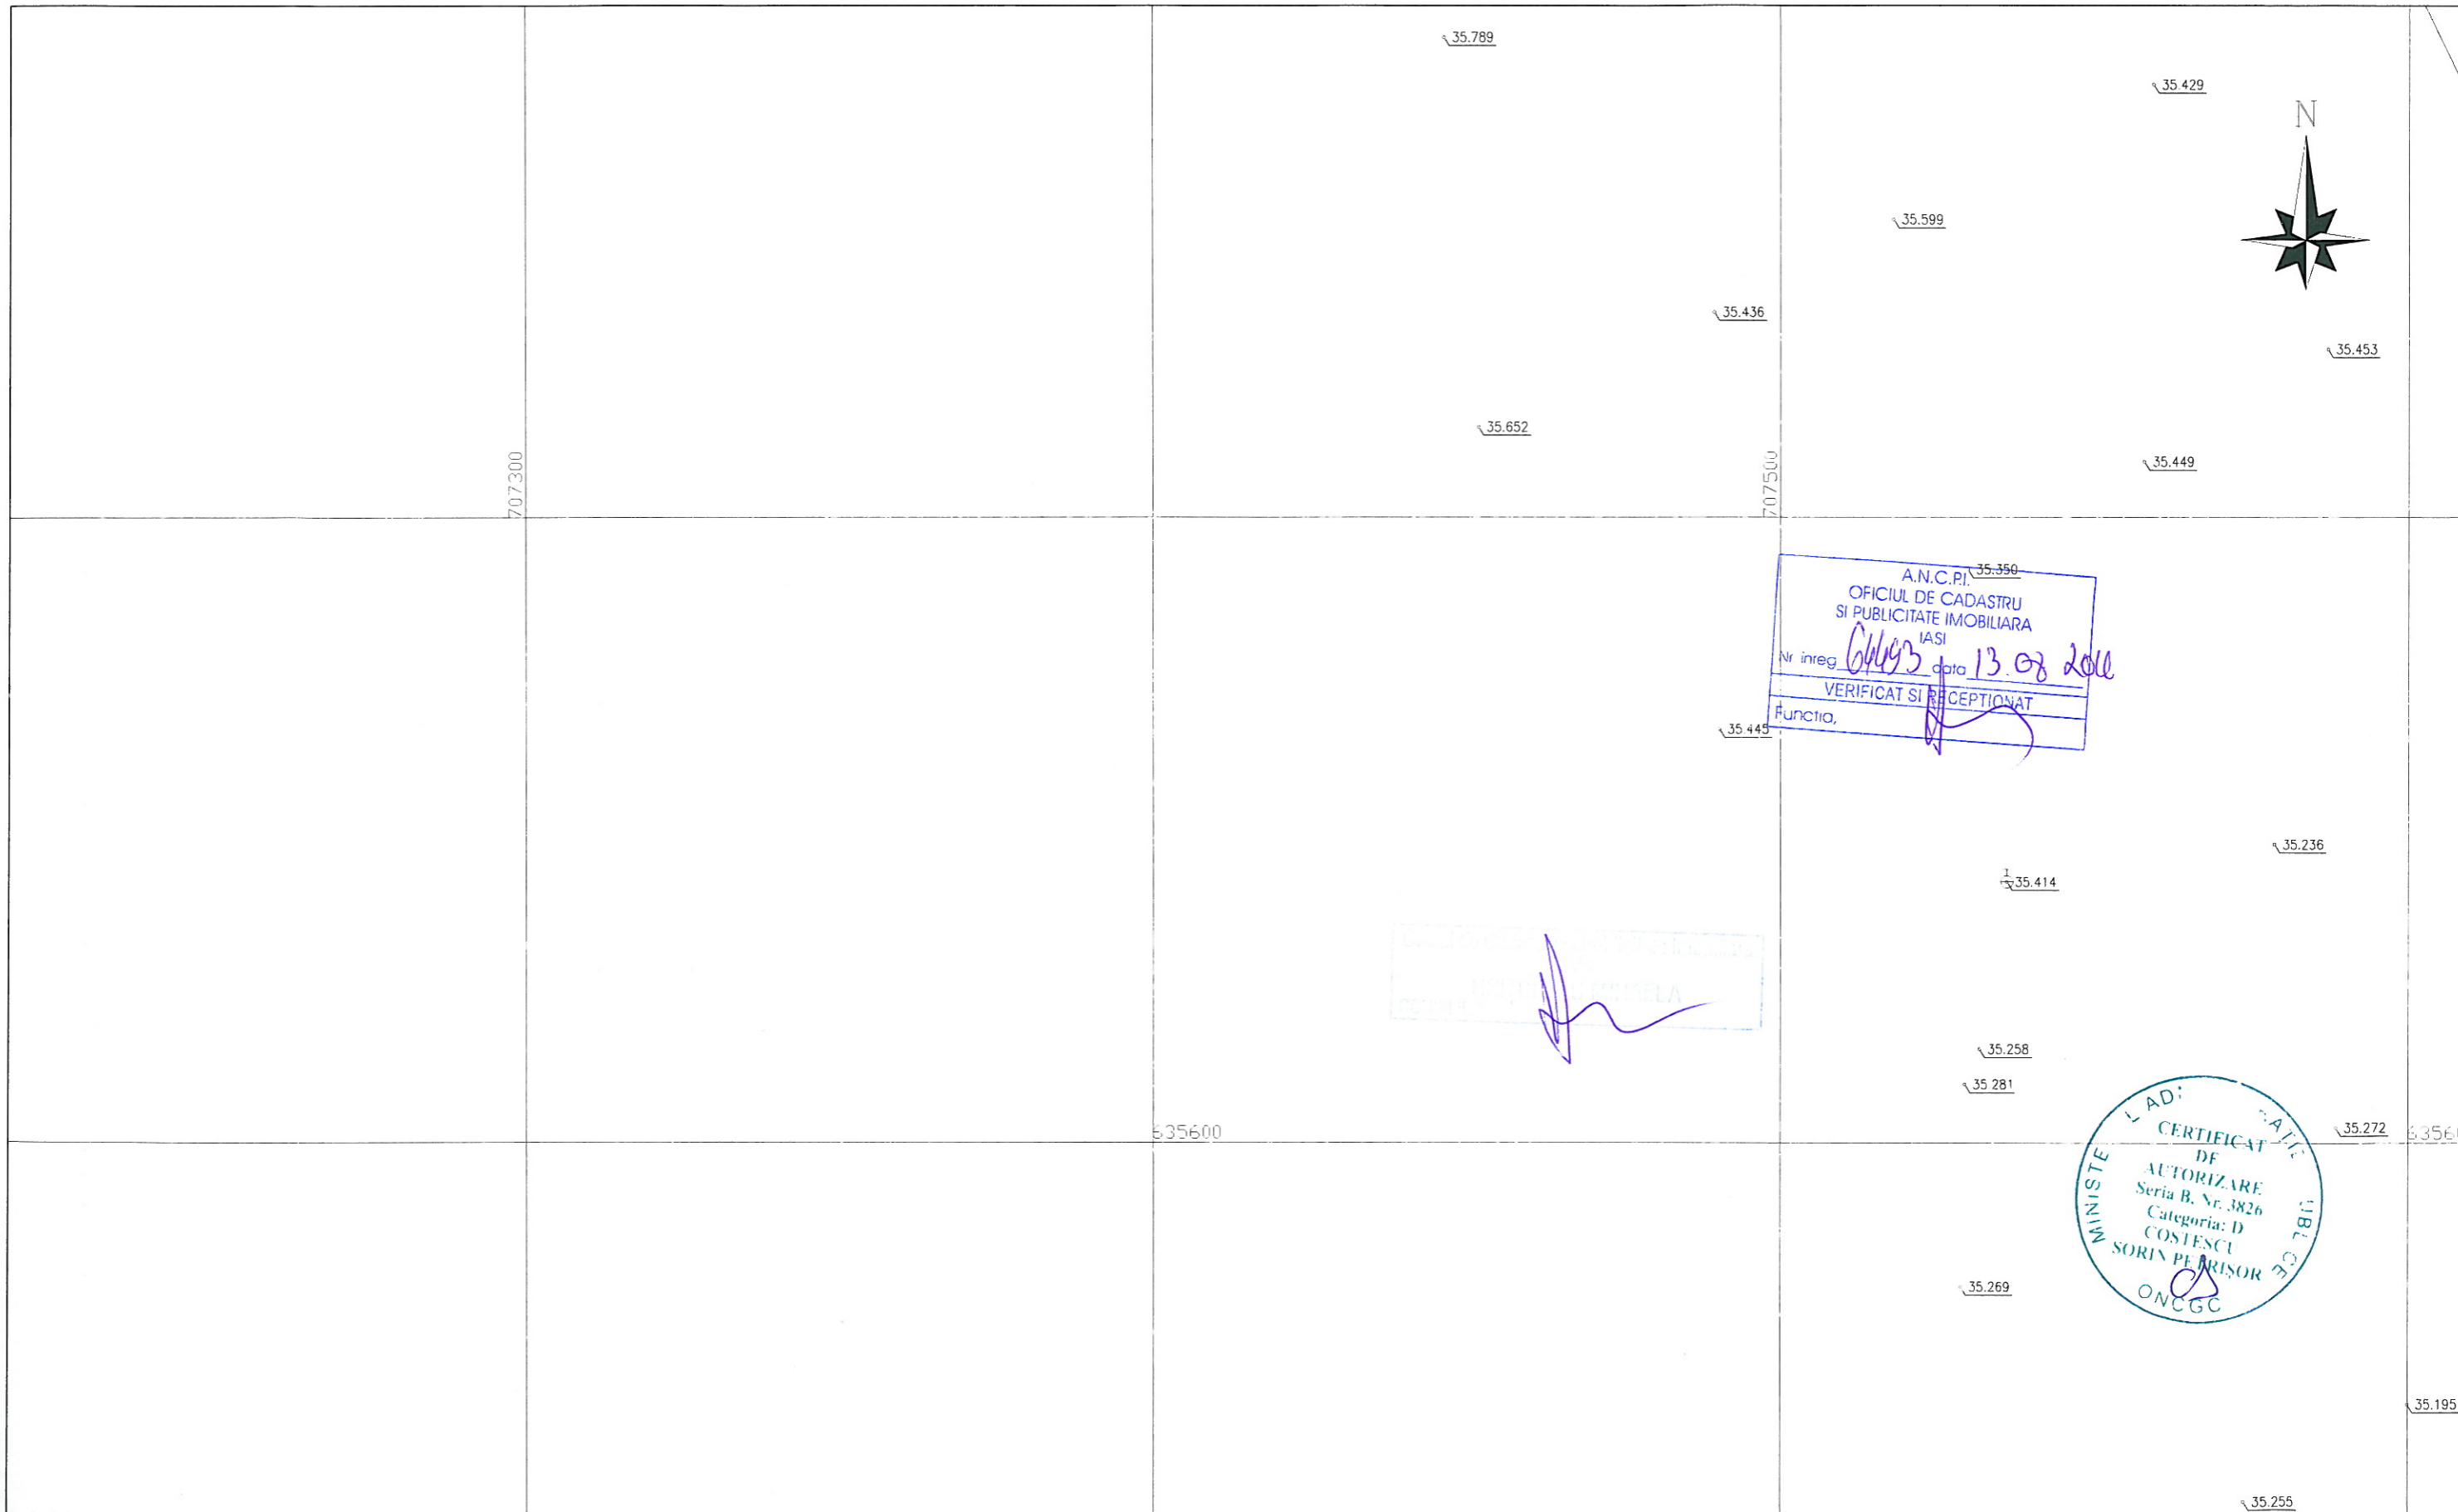 35.789
35.429
N
35.599
35.436
35.453
35.652
35.449
707300
707500
35.350
A.N.C.P.I.
OFICIUL DE CADASTRU
SI PUBLICITATE IMOBILIARA
IASI
Nr inreg 64493 data 13. 08
VERIFICAT SI RECEPTIONAT
Functia,
35.445
35.236
35.414
35.258
35.281
635600
35.272
6356
CERTIFICAT
DE
AUTORIZARE
Seria B. Nr. 3826
Categoria: D
COSTESCU
SORIN PETRIȘOR
ONCGC
35.269
35.195
35.255